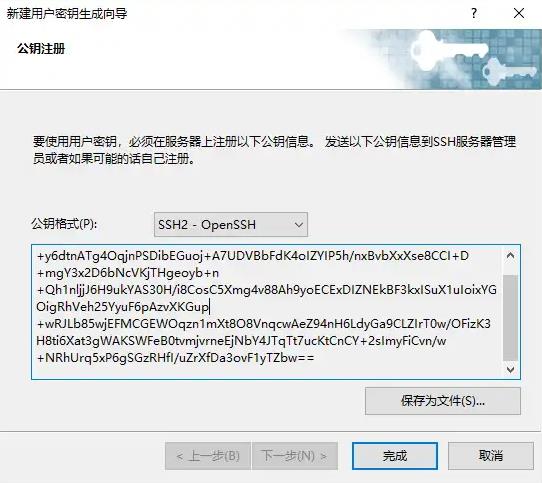 新建用户密钥生成向导
公钥注册
要使用用户密钥，必须在服务器上注册以下公钥信息。 发送以下公钥信息到SSH服务器管理
员或者如果可能的话自己注册。
公钥格式(P):
SSH2 - OpenSSH
+y6dtnATg4OqjnPSDibEGuoj+A7UDVBbFdK4oIZYIP5h/nxBvbXxXse8CCI+D
+mgY3x2D6bNcVKjTHgeoyb+n
+Qh1nljjJ6H9ukYAS30H/i8CosC5Xmg4v88Ah9yoECExDIZNEkBF3kxISuX1uIoixYG
OigRhVeh25YyuF6pAzvXKGup
+wRJLb85wjEFMCGEWOqzn1mXt8O8VnqcwAeZ94nH6LdyGa9CLZIrT0w/OFizK3
H8ti6Xat3gWAKSWFeB0tvmjvrneEjNbY4JTqTt7ucKtCnCY+2sImyFiCvn/w
+NRhUrq5xP6gSGzRHfI/uZrXfDa3ovF1yTZbw==
保存为文件(S)...
< 上一步(B)
下一步(N) >
完成
取消